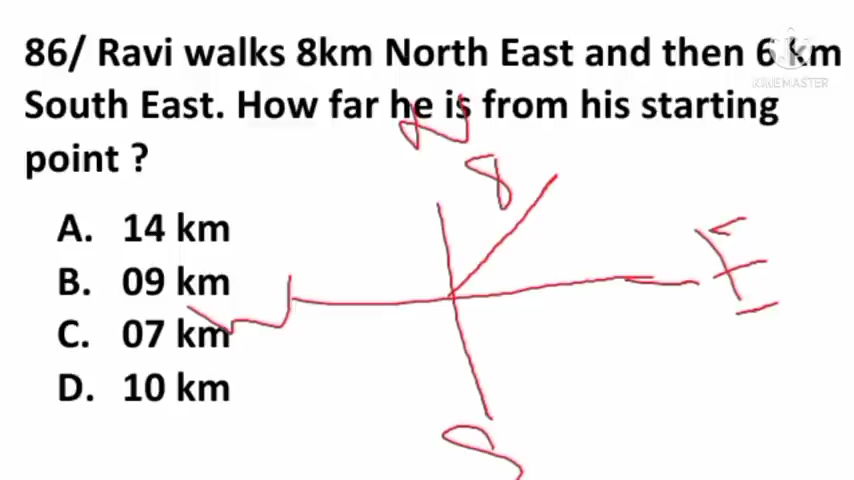 86/ Ravi walks 8km North East and then 6 km
KINEMASTER
South East. How far he is from his starting
point ?
N
8
A. 14 km
E
B. 09 km
W
C. 07 km
D. 10 km
S